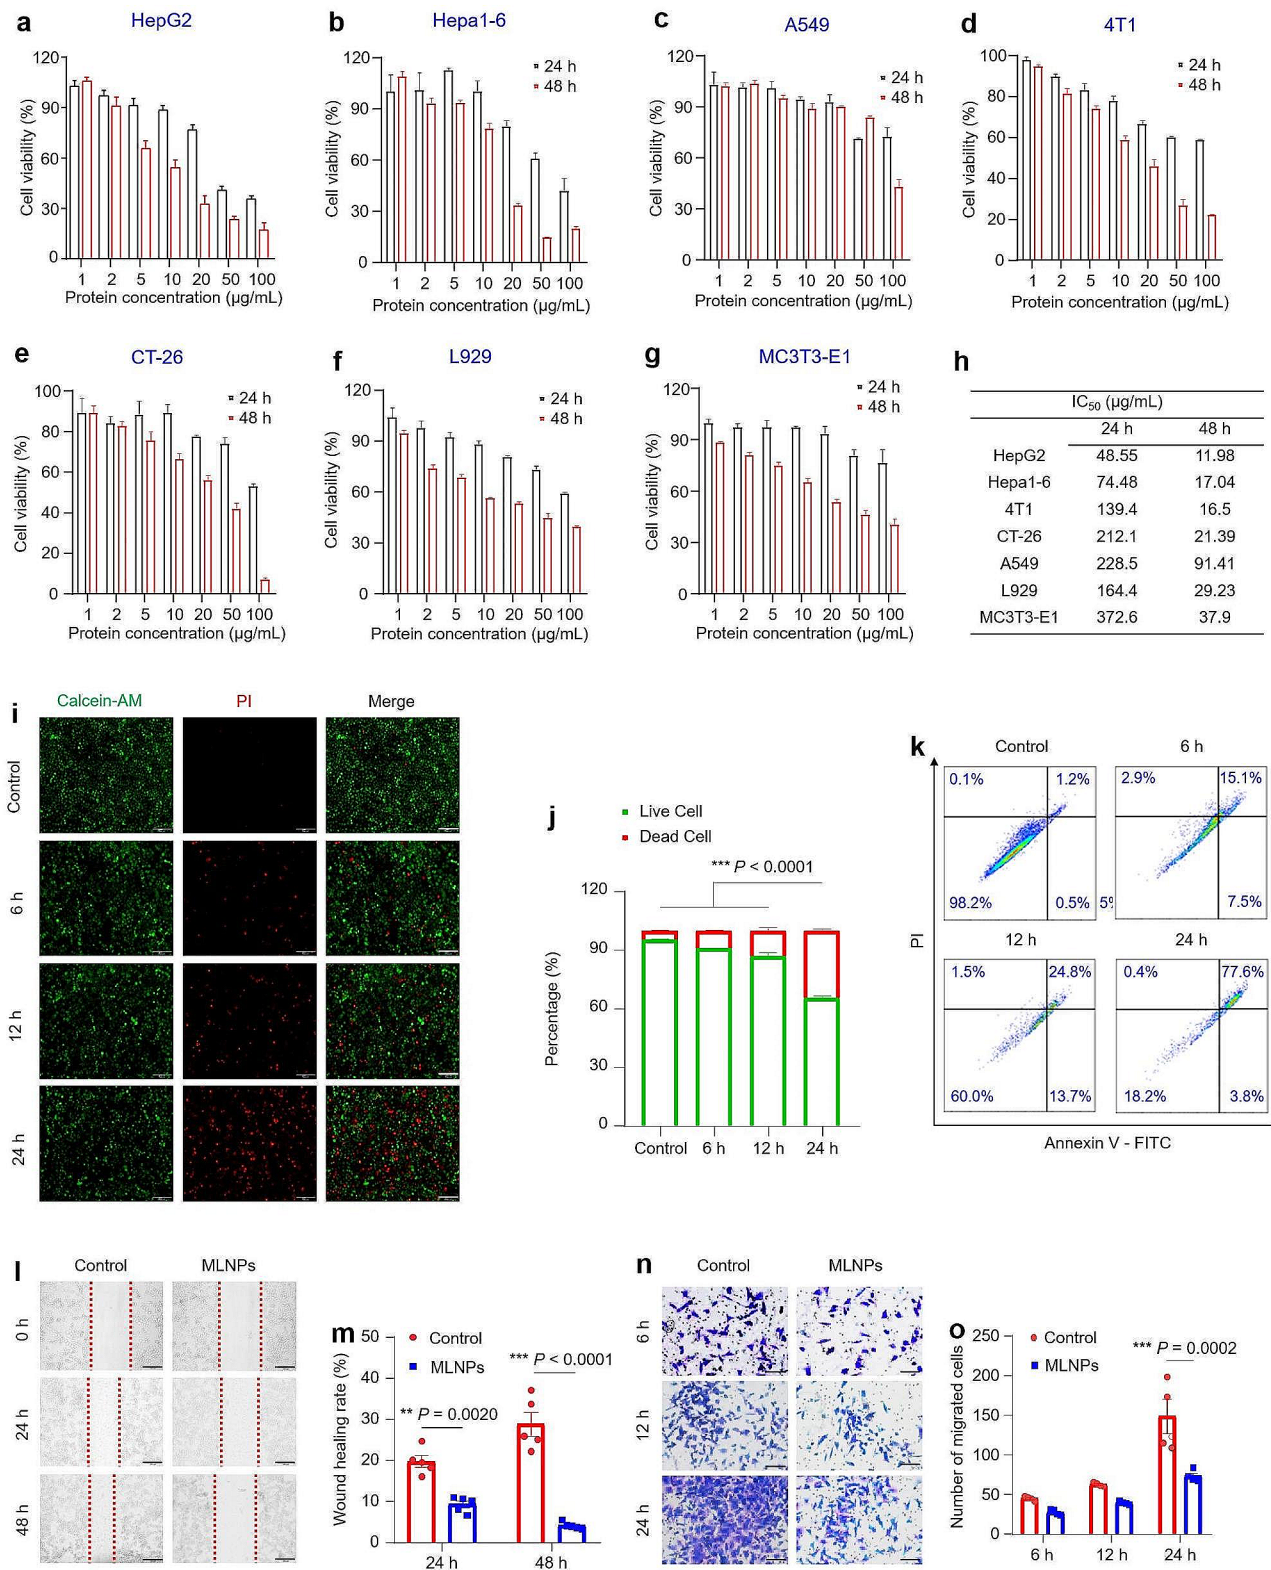 a
HepG2
120
90
60
30
0
Cell viability (%)
1 2 5 10 20 50 100
Protein concentration (µg/mL)
b
Hepa1-6
120
90
60
30
0
Cell viability (%)
24 h
48 h
1 2 5 10 20 50 100
Protein concentration (µg/mL)
c
A549
120
90
60
30
0
Cell viability (%)
24 h
48 h
1 2 5 10 20 50 100
Protein concentration (µg/mL)
d
4T1
100
80
60
40
20
0
Cell viability (%)
24 h
48 h
1 2 5 10 20 50 100
Protein concentration (µg/mL)
e
CT-26
100
80
60
40
20
0
Cell viability (%)
24 h
48 h
1 2 5 10 20 50 100
Protein concentration (µg/mL)
f
L929
120
90
60
30
0
Cell viability (%)
24 h
48 h
1 2 5 10 20 50 100
Protein concentration (µg/mL)
g
MC3T3-E1
120
90
60
30
0
Cell viability (%)
24 h
48 h
1 2 5 10 20 50 100
Protein concentration (µg/mL)
h
IC50 (µg/mL)
24 h 48 h
HepG2 48.55 11.98
Hepa1-6 74.48 17.04
4T1 139.4 16.5
CT-26 212.1 21.39
A549 228.5 91.41
L929 164.4 29.23
MC3T3-E1 372.6 37.9
i
Calcein-AM PI Merge
Control
6 h
12 h
24 h
j
Live Cell
Dead Cell
*** P < 0.0001
120
90
60
30
0
Percentage (%)
Control 6 h 12 h 24 h
k
Control 6 h
0.1% 1.2% 2.9% 15.1%
98.2% 0.5% 5% 7.5%
12 h 24 h
1.5% 24.8% 0.4% 77.6%
60.0% 13.7% 18.2% 3.8%
PI
Annexin V - FITC
l
Control MLNPs
0 h
24 h
48 h
m
Control
MLNPs
*** P < 0.0001
** P = 0.0020
50
40
30
20
10
0
Wound healing rate (%)
24 h 48 h
n
Control MLNPs
6 h
12 h
24 h
o
Control
MLNPs
*** P = 0.0002
250
200
150
100
50
0
Number of migrated cells
6 h 12 h 24 h